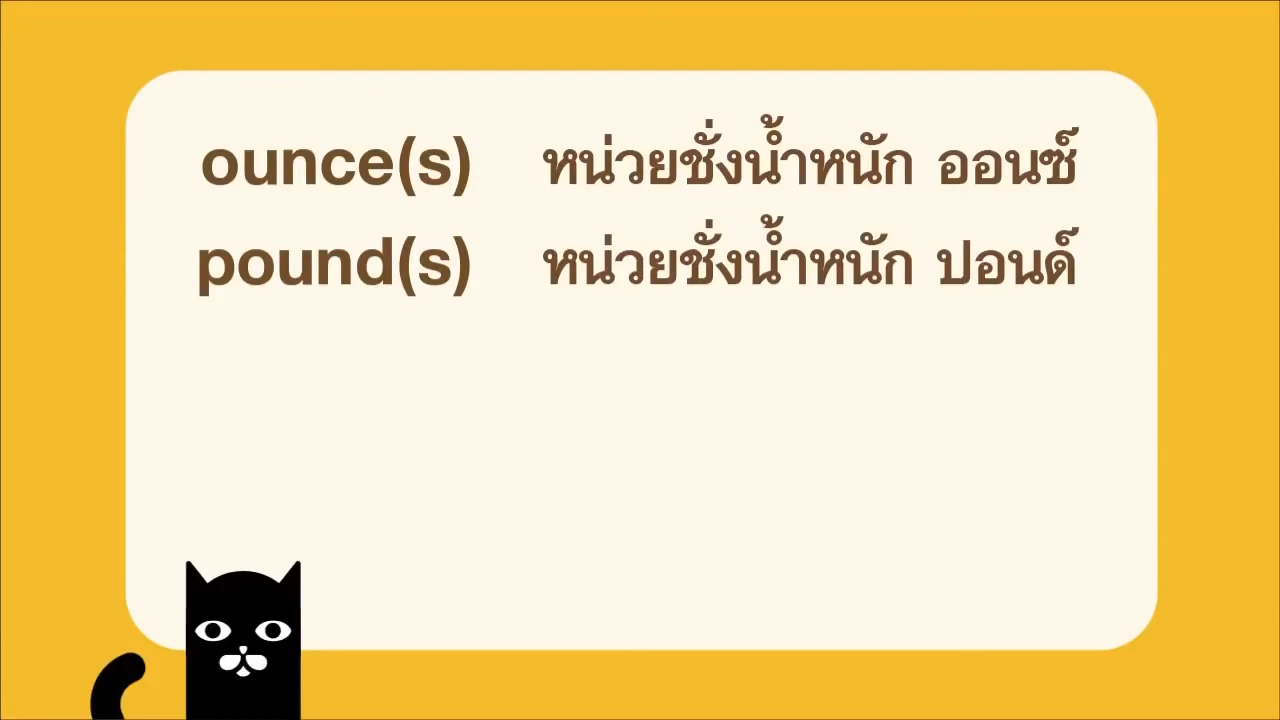 ounce(s) หน่วยชั่งน้ำหนัก ออนซ์
pound(s) หน่วยชั่งน้ำหนัก ปอนด์